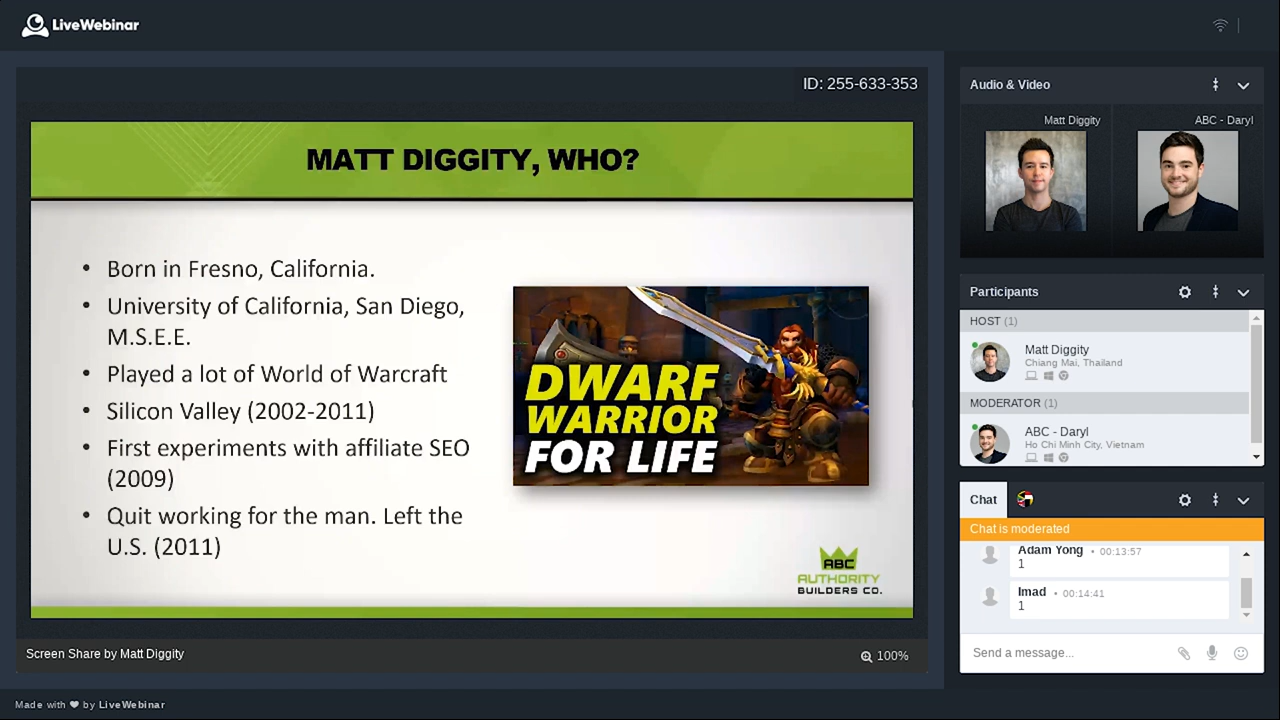 LiveWebinar
ID: 255-633-353
MATT DIGGITY, WHO?
• Born in Fresno, California.
• University of California, San Diego,
M.S.E.E.
• Played a lot of World of Warcraft
• Silicon Valley (2002-2011)
• First experiments with affiliate SEO
(2009)
• Quit working for the man. Left the
U.S. (2011)
DWARF
WARRIOR
FOR LIFE
ABC
AUTHORITY
BUILDERS CO.
Screen Share by Matt Diggity
100%
Audio & Video
Matt Diggity
ABC - Daryl
Participants
HOST (1)
Matt Diggity
Chiang Mai, Thailand
MODERATOR (1)
ABC - Daryl
Ho Chi Minh City, Vietnam
Chat
Chat is moderated
Adam Yong • 00:13:57
1
Imad • 00:14:41
1
Send a message...
Made with ❤ by LiveWebinar